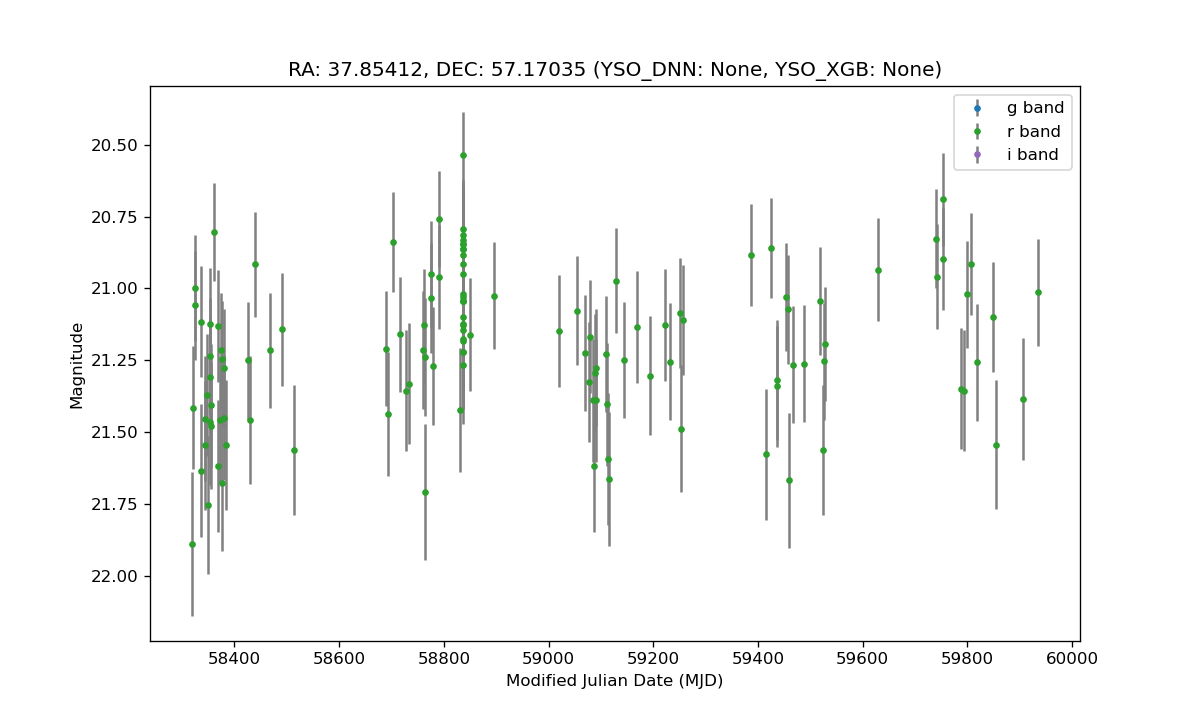 RA: 37.85412, DEC: 57.17035 (YSO_DNN: None, YSO_XGB: None)
g band
r band
i band
20.50
20.75
21.00
21.25
21.50
21.75
22.00
Magnitude
58400 58600 58800 59000 59200 59400 59600 59800 60000
Modified Julian Date (MJD)